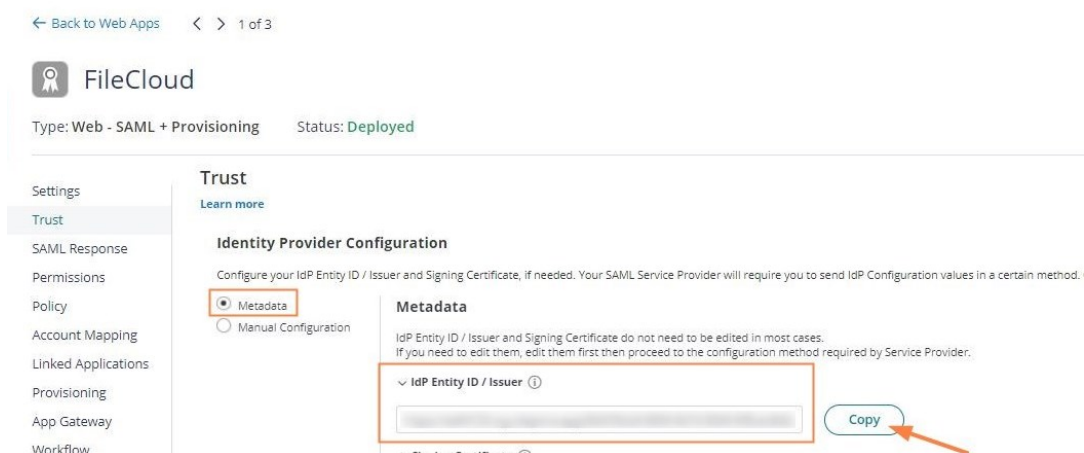 ← Back to Web Apps < > 1 of 3
FileCloud
Type: Web - SAML + Provisioning Status: Deployed
Settings
Trust
SAML Response
Permissions
Policy
Account Mapping
Linked Applications
Provisioning
App Gateway
Workflow
Trust
Learn more
Identity Provider Configuration
Configure your IdP Entity ID / Issuer and Signing Certificate, if needed. Your SAML Service Provider will require you to send IdP Configuration values in a certain method.
Metadata
Manual Configuration
Metadata
IdP Entity ID / Issuer and Signing Certificate do not need to be edited in most cases.
If you need to edit them, edit them first then proceed to the configuration method required by Service Provider.
IdP Entity ID / Issuer
Copy